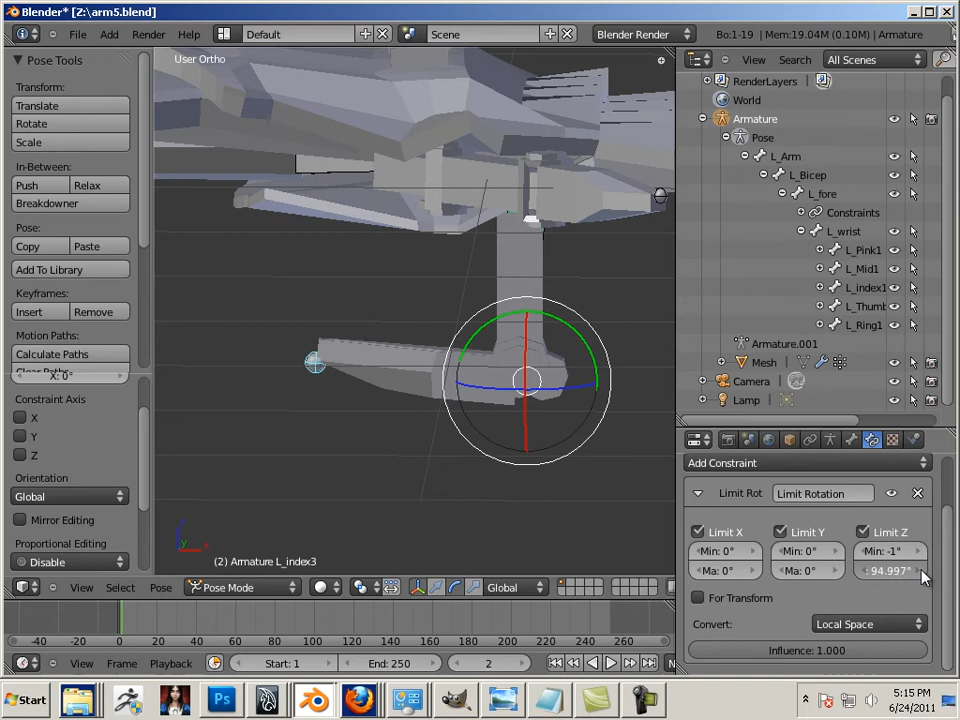 Blender* [Z:\arm5.blend]
File Add Render Help Default Scene Blender Render Bo:1-19 | Mem:19.04M (0.10M) | Armature
Pose Tools
Transform:
Translate
Rotate
Scale
In-Between:
Push Relax
Breakdowner
Pose:
Copy Paste
Add To Library
Keyframes:
Insert Remove
Motion Paths:
Calculate Paths
X: 0°
Constraint Axis
X
Y
Z
Orientation
Global
Mirror Editing
Proportional Editing
Disable
User Ortho
(2) Armature L_index3
View Select Pose Pose Mode Global
View Search All Scenes
RenderLayers
World
Armature
Pose
L_Arm
L_Bicep
L_fore
Constraints
L_wrist
L_Pink1
L_Mid1
L_index1
L_Thumb
L_Ring1
Armature.001
Mesh
Camera
Lamp
Add Constraint
Limit Rot Limit Rotation
Limit X Limit Y Limit Z
Min: 0° Min: 0° Min: -1°
Ma: 0° Ma: 0° : 94.997°
For Transform
Convert: Local Space
Influence: 1.000
-40 -20 0 20 40 60 80 100 120 140 160 180 200 220 240 260
View Frame Playback Start: 1 End: 250 2
Start
5:15 PM
6/24/2011